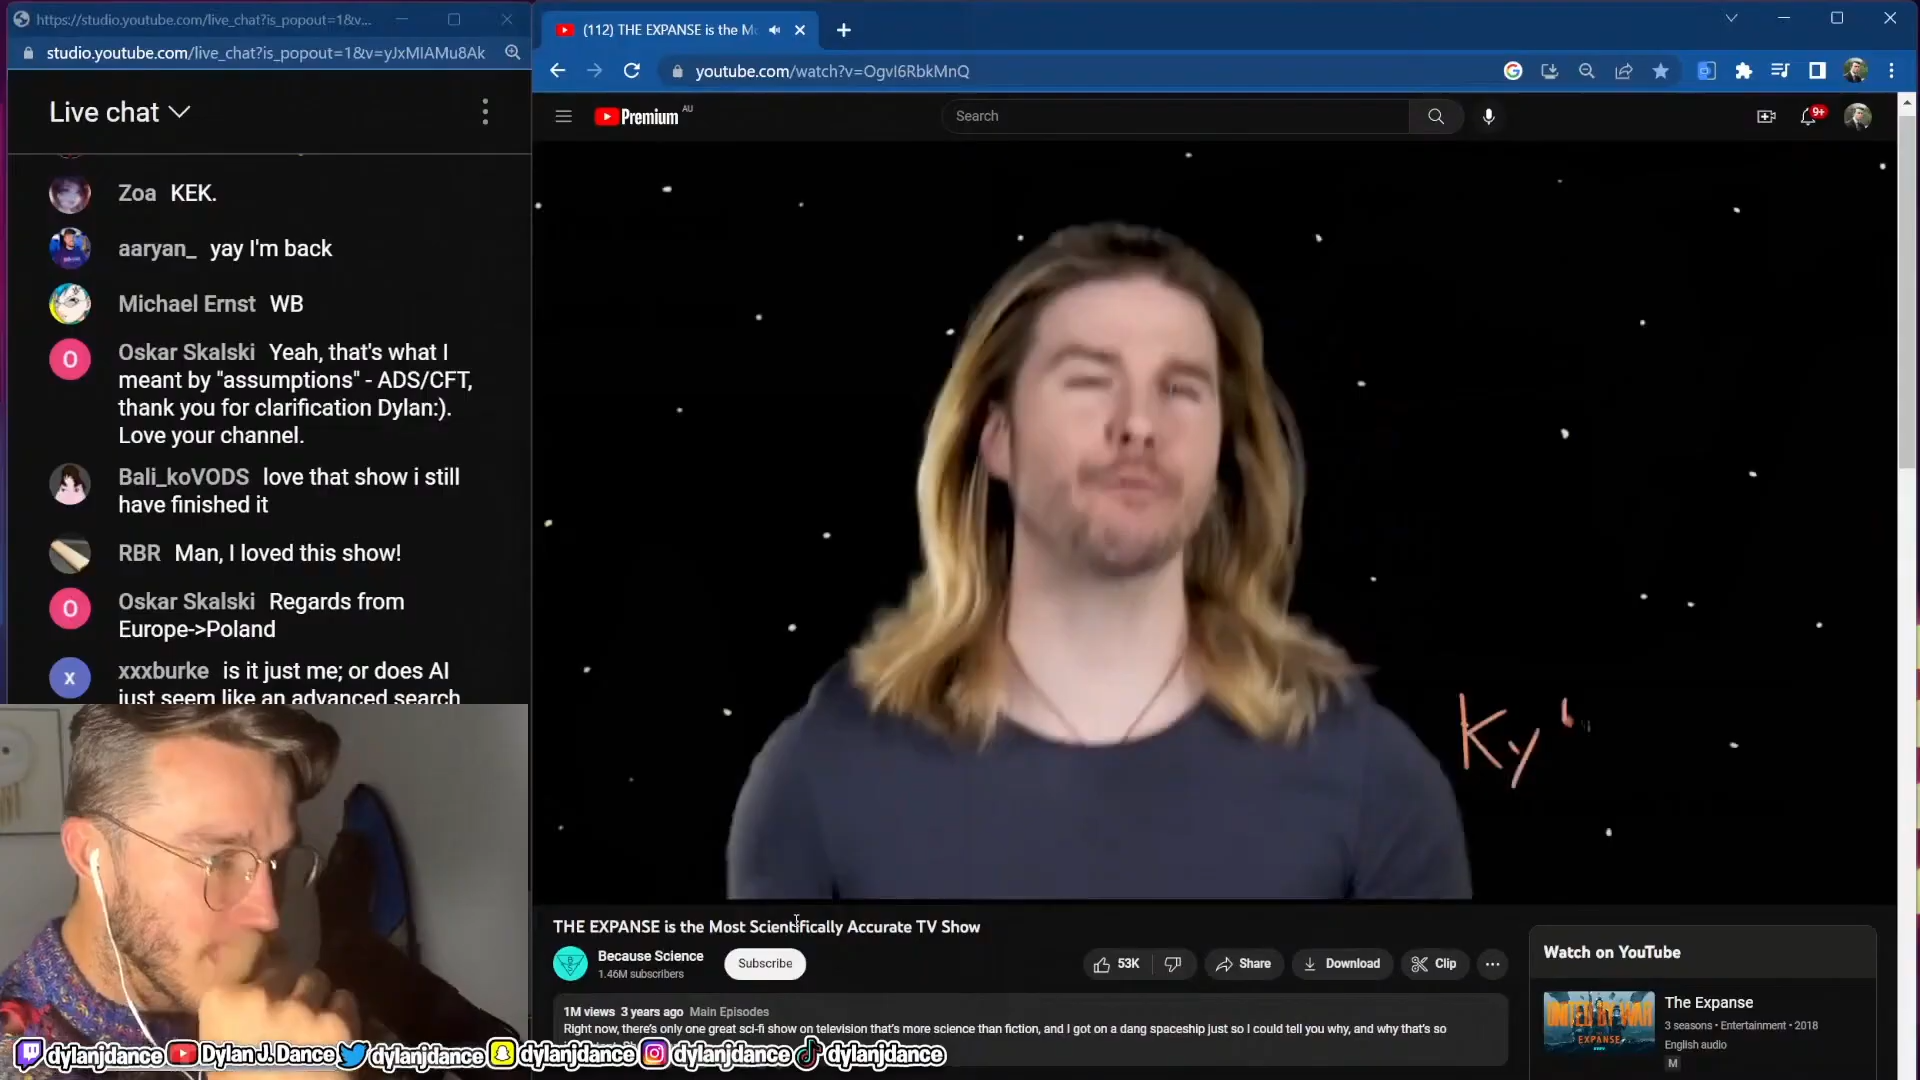 https://studio.youtube.com/live_chat?is_popout=1&v...
studio.youtube.com/live_chat?is_popout=1&v=yJxMIAMu8Ak
Live chat
Zoa KEK.
aaryan_ yay I'm back
Michael Ernst WB
Oskar Skalski Yeah, that's what I
meant by "assumptions" - ADS/CFT,
thank you for clarification Dylan:).
Love your channel.
Bali_koVODS love that show i still
have finished it
RBR Man, I loved this show!
Oskar Skalski Regards from
Europe->Poland
xxxburke is it just me; or does AI
just seem like an advanced search
(112) THE EXPANSE is the Mo
youtube.com/watch?v=Ogvl6RbkMnQ
Premium AU
Search
9+
Ky
THE EXPANSE is the Most Scientifically Accurate TV Show
Because Science
1.46M subscribers
Subscribe
53K
Share
Download
Clip
1M views 3 years ago Main Episodes
Right now, there's only one great sci-fi show on television that's more science than fiction, and I got on a dang spaceship just so I could tell you why, and why that's so
Watch on YouTube
UNITED BY WAR
EXPANSE
The Expanse
3 seasons • Entertainment • 2018
English audio
M
dylanjdance Dylan J. Dance dylanjdance dylanjdance dylanjdance dylanjdance